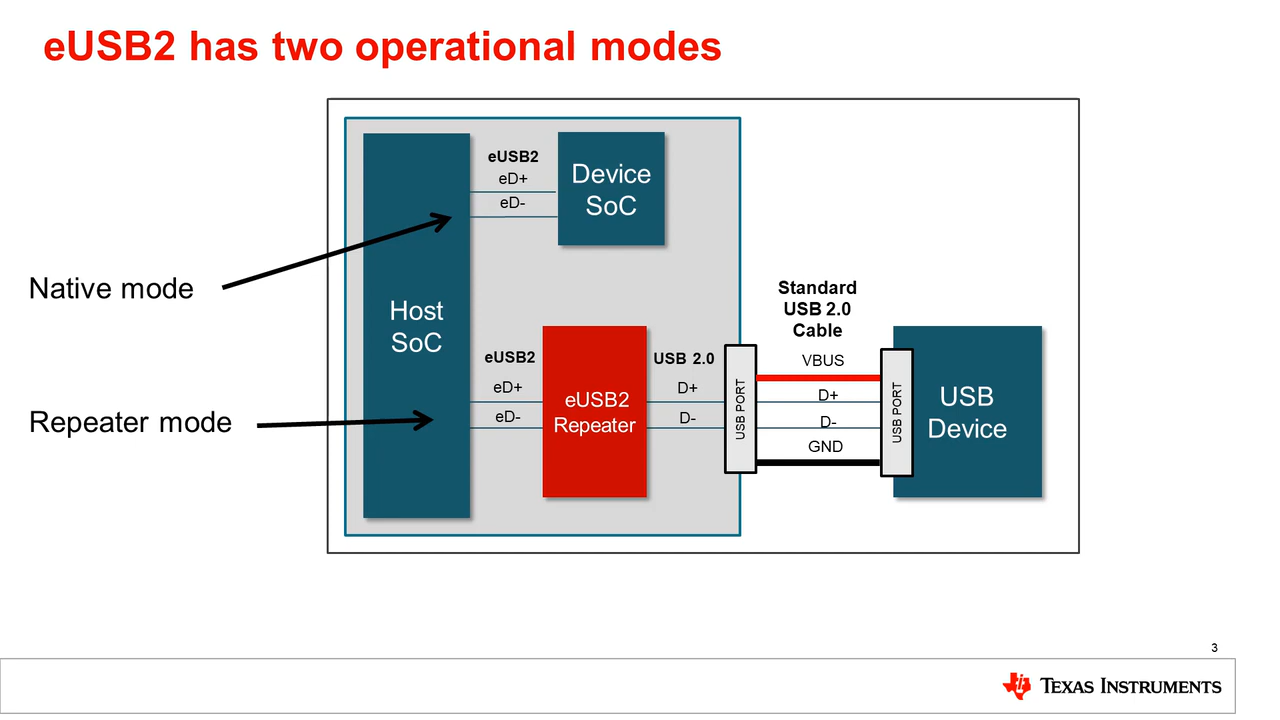 eUSB2 has two operational modes
eUSB2
eD+
eD-
Device
SoC
Native mode
Host
SoC
Standard
USB 2.0
Cable
eUSB2
eD+
eD-
eUSB2
Repeater
USB 2.0
D+
D-
USB PORT
VBUS
D+
D-
GND
USB PORT
USB
Device
Repeater mode
3
TEXAS INSTRUMENTS